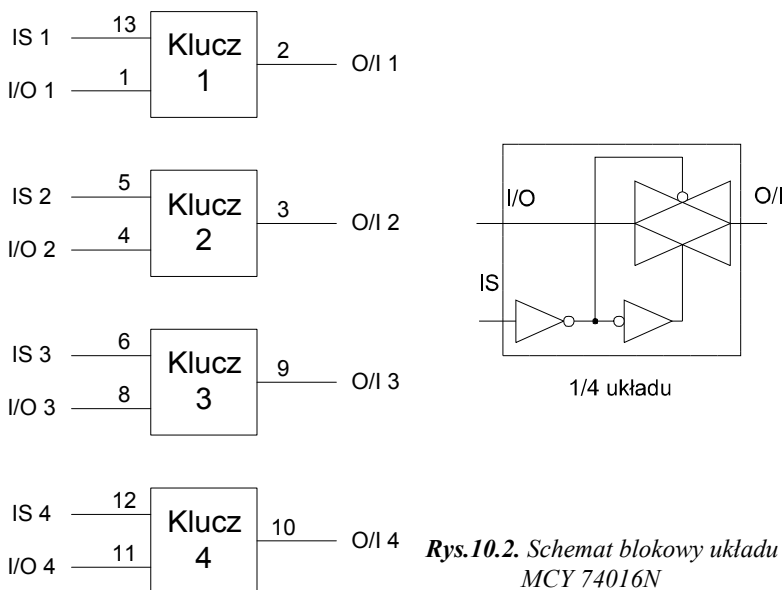 IS 1
13
I/O 1
1
Klucz
1
2
O/I 1
IS 2
5
I/O 2
4
Klucz
2
3
O/I 2
IS 3
6
I/O 3
8
Klucz
3
9
O/I 3
IS 4
12
I/O 4
11
Klucz
4
10
O/I 4
I/O
O/I
IS
1/4 układu
Rys.10.2. Schemat blokowy układu
MCY 74016N